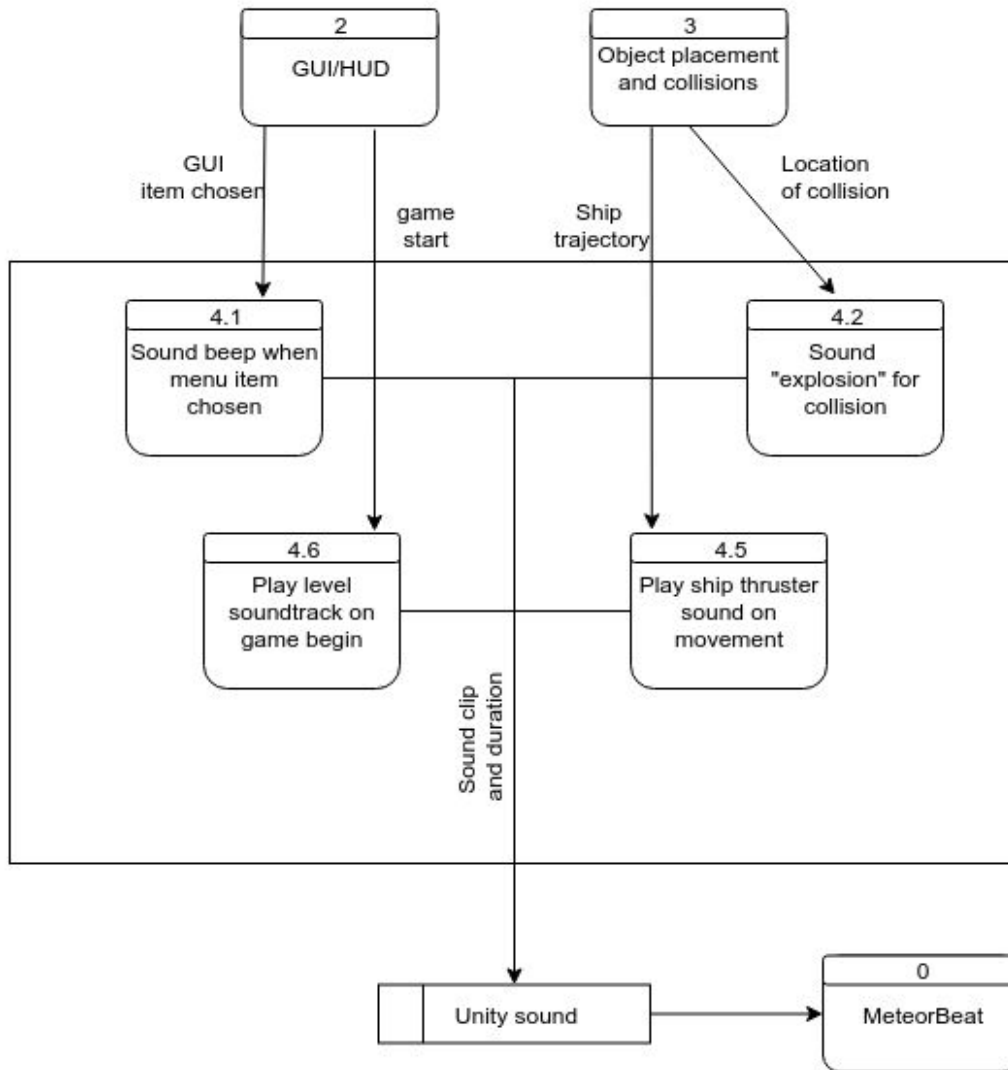 2
GUI/HUD
3
Object placement
and collisions
GUI
item chosen
game
start
Ship
trajectory
Location
of collision
4.1
Sound beep when
menu item
chosen
4.2
Sound
"explosion" for
collision
4.6
Play level
soundtrack on
game begin
4.5
Play ship thruster
sound on
movement
Sound clip
and duration
Unity sound
0
MeteorBeat